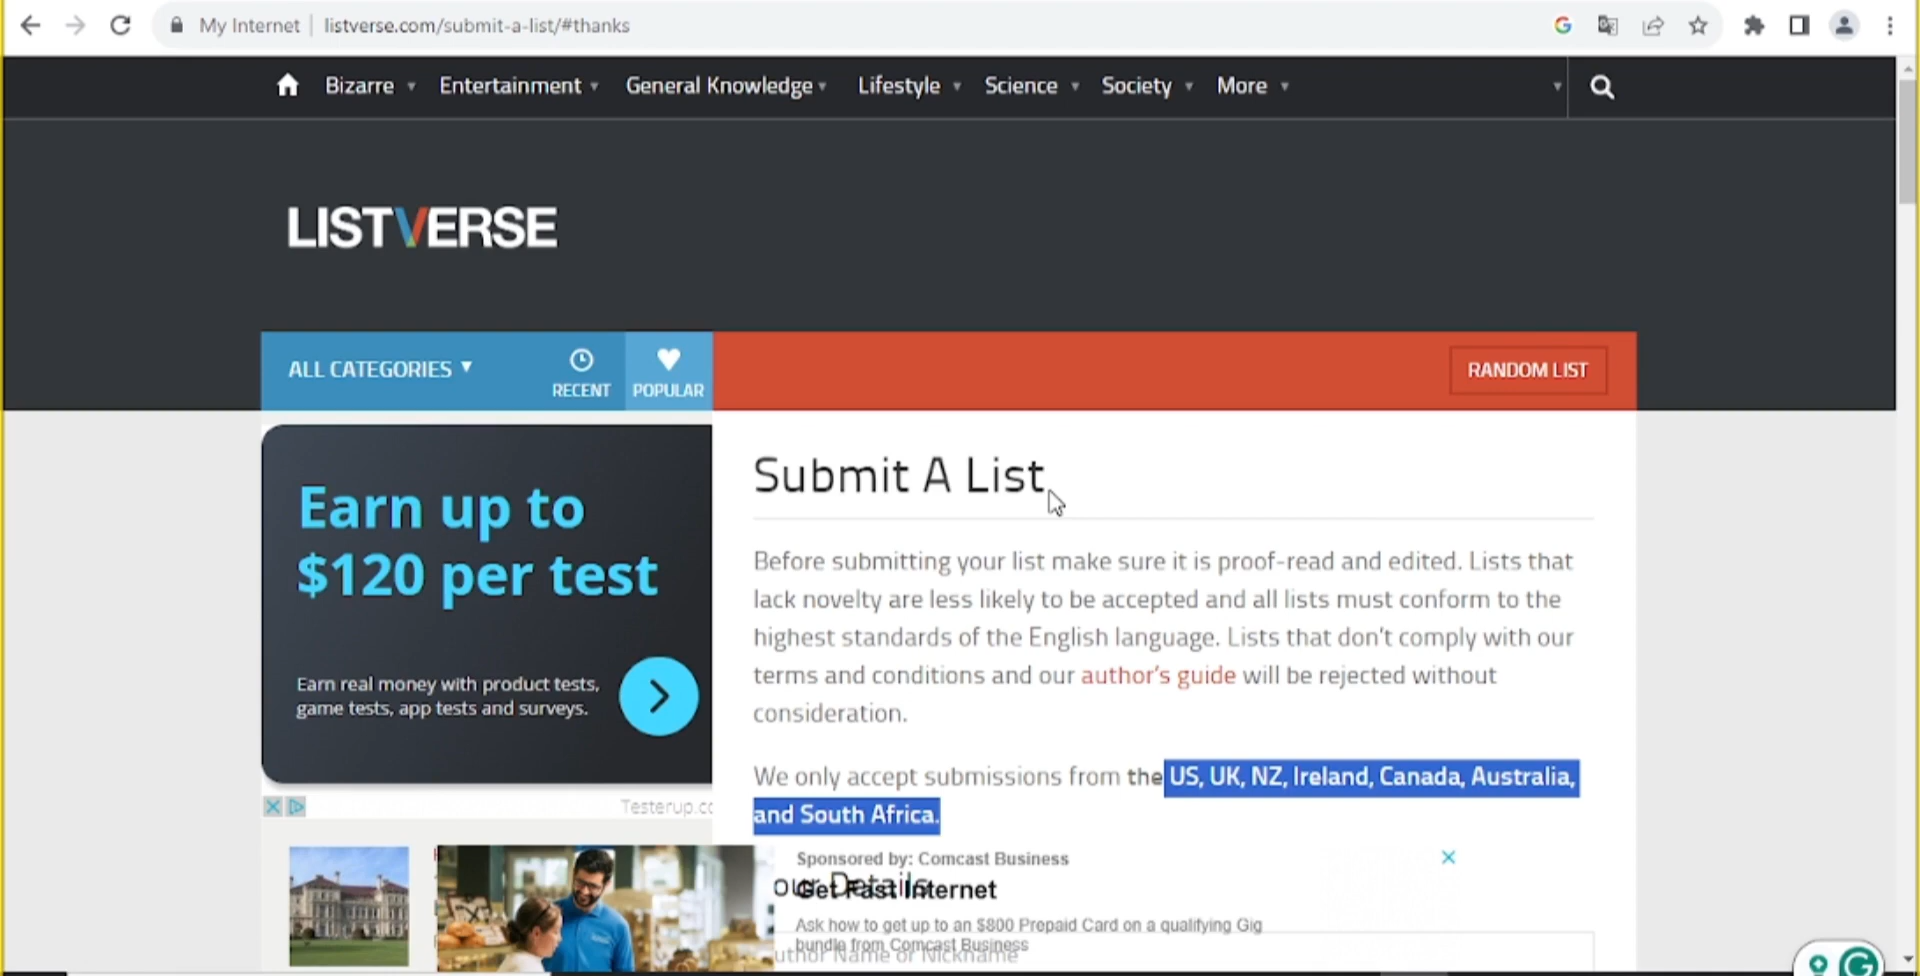 My Internet | listverse.com/submit-a-list/#thanks
Bizarre Entertainment General Knowledge Lifestyle Science Society More
LISTVERSE
ALL CATEGORIES RECENT POPULAR
RANDOM LIST
Earn up to
$120 per test
Earn real money with product tests,
game tests, app tests and surveys.
Submit A List
Before submitting your list make sure it is proof-read and edited. Lists that
lack novelty are less likely to be accepted and all lists must conform to the
highest standards of the English language. Lists that don't comply with our
terms and conditions and our author's guide will be rejected without
consideration.
We only accept submissions from the US, UK, NZ, Ireland, Canada, Australia,
and South Africa.
Sponsored by: Comcast Business
Get Fast Internet
Details
Ask how to get up to an $800 Prepaid Card on a qualifying Gig
bundle from Comcast Business
Name or Nickname